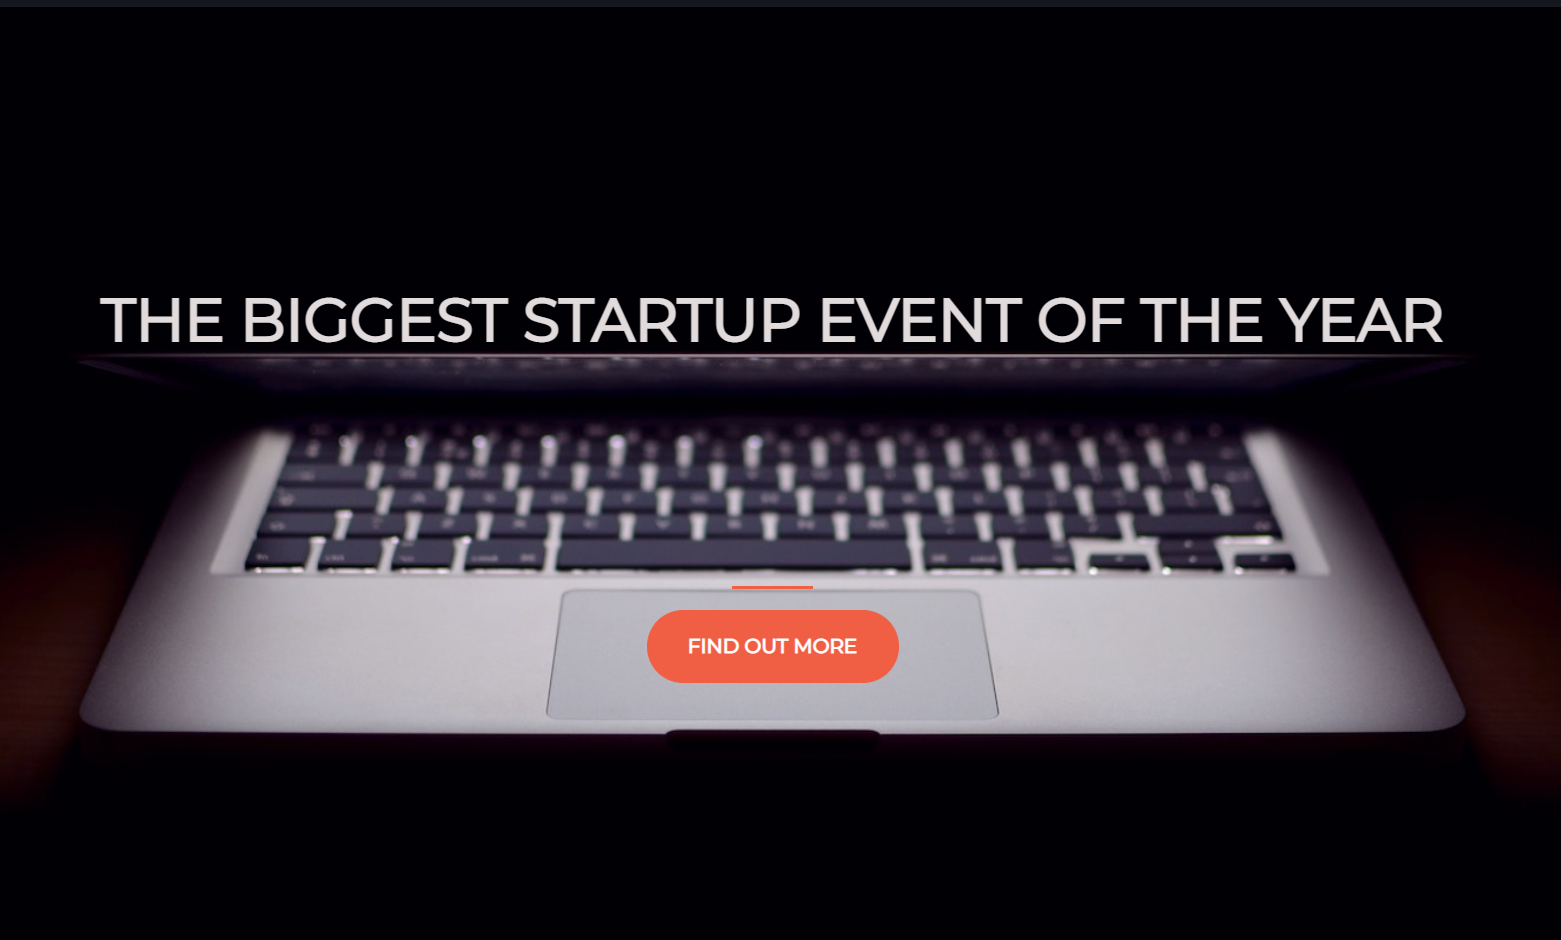 THE BIGGEST STARTUP EVENT OF THE YEAR
FIND OUT MORE